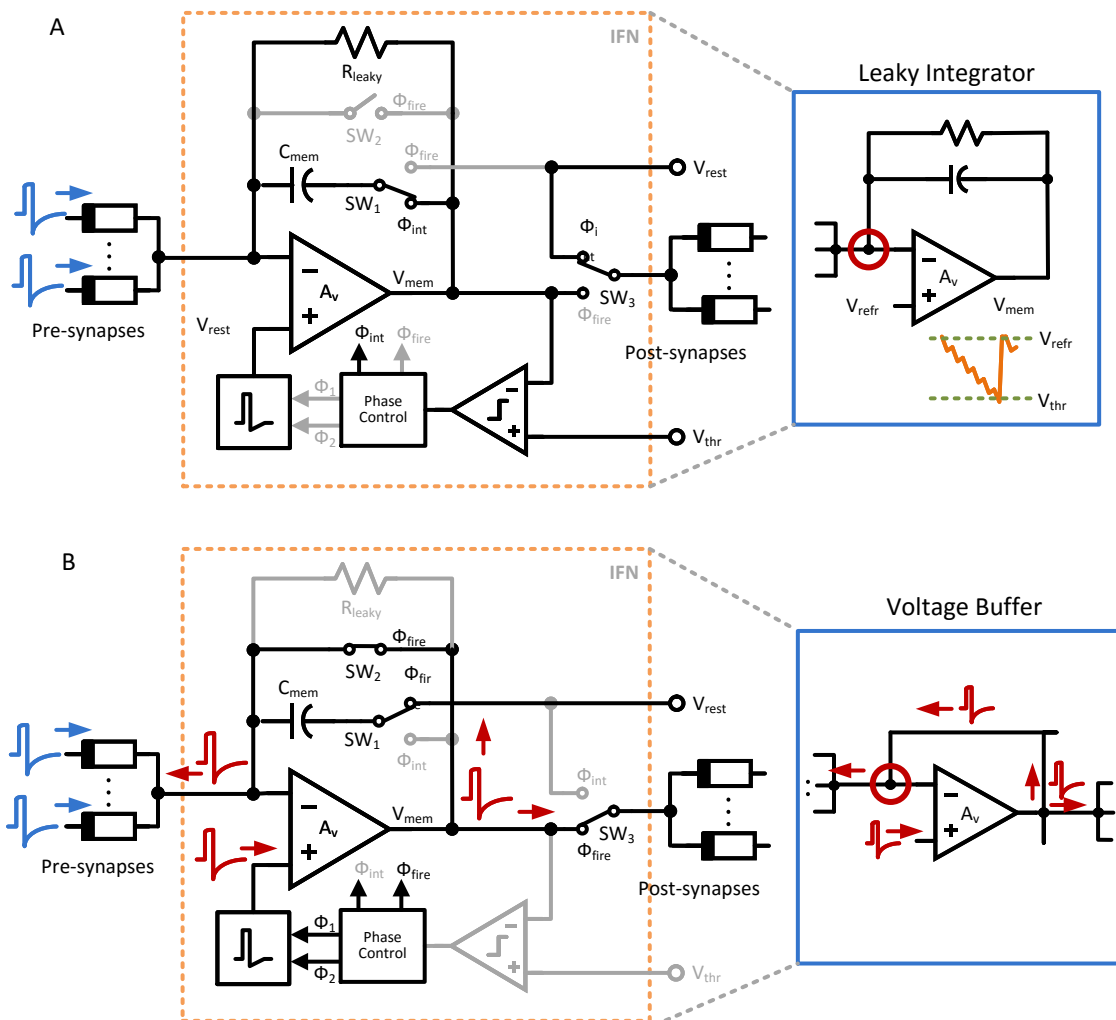 A
IFN
R_leaky
Φ_fire
SW_2
C_mem
Φ_fire
SW_1
Φ_int
V_rest
Φ_i
t
SW_3
Φ_fire
−
A_v
+
V_mem
V_rest
Φ_int
Φ_fire
Φ_1
Φ_2
Phase
Control
−
+
V_thr
Pre-synapses
Post-synapses
Leaky Integrator
−
A_v
+
V_refr
V_mem
V_refr
V_thr
B
IFN
R_leaky
Φ_fire
SW_2
C_mem
Φ_fir
SW_1
Φ_int
V_rest
Φ_int
SW_3
Φ_fire
−
A_v
+
V_mem
Φ_int
Φ_fire
Φ_1
Φ_2
Phase
Control
−
+
V_thr
Pre-synapses
Post-synapses
Voltage Buffer
−
A_v
+